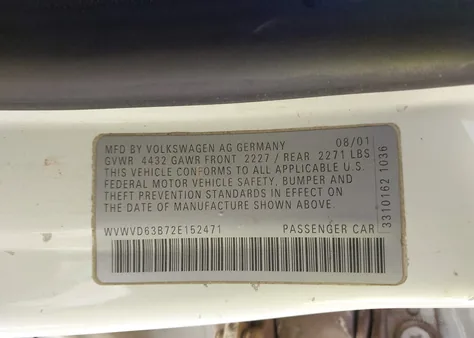 MFD BY VOLKSWAGEN AG GERMANY 08/01
GVWR 4432 GAWR FRONT 2227 / REAR 2271 LBS
THIS VEHICLE CONFORMS TO ALL APPLICABLE U.S.
FEDERAL MOTOR VEHICLE SAFETY, BUMPER AND
THEFT PREVENTION STANDARDS IN EFFECT ON
THE DATE OF MANUFACTURE SHOWN ABOVE.
WVWVD63B72E152471 PASSENGER CAR
3310162 1036